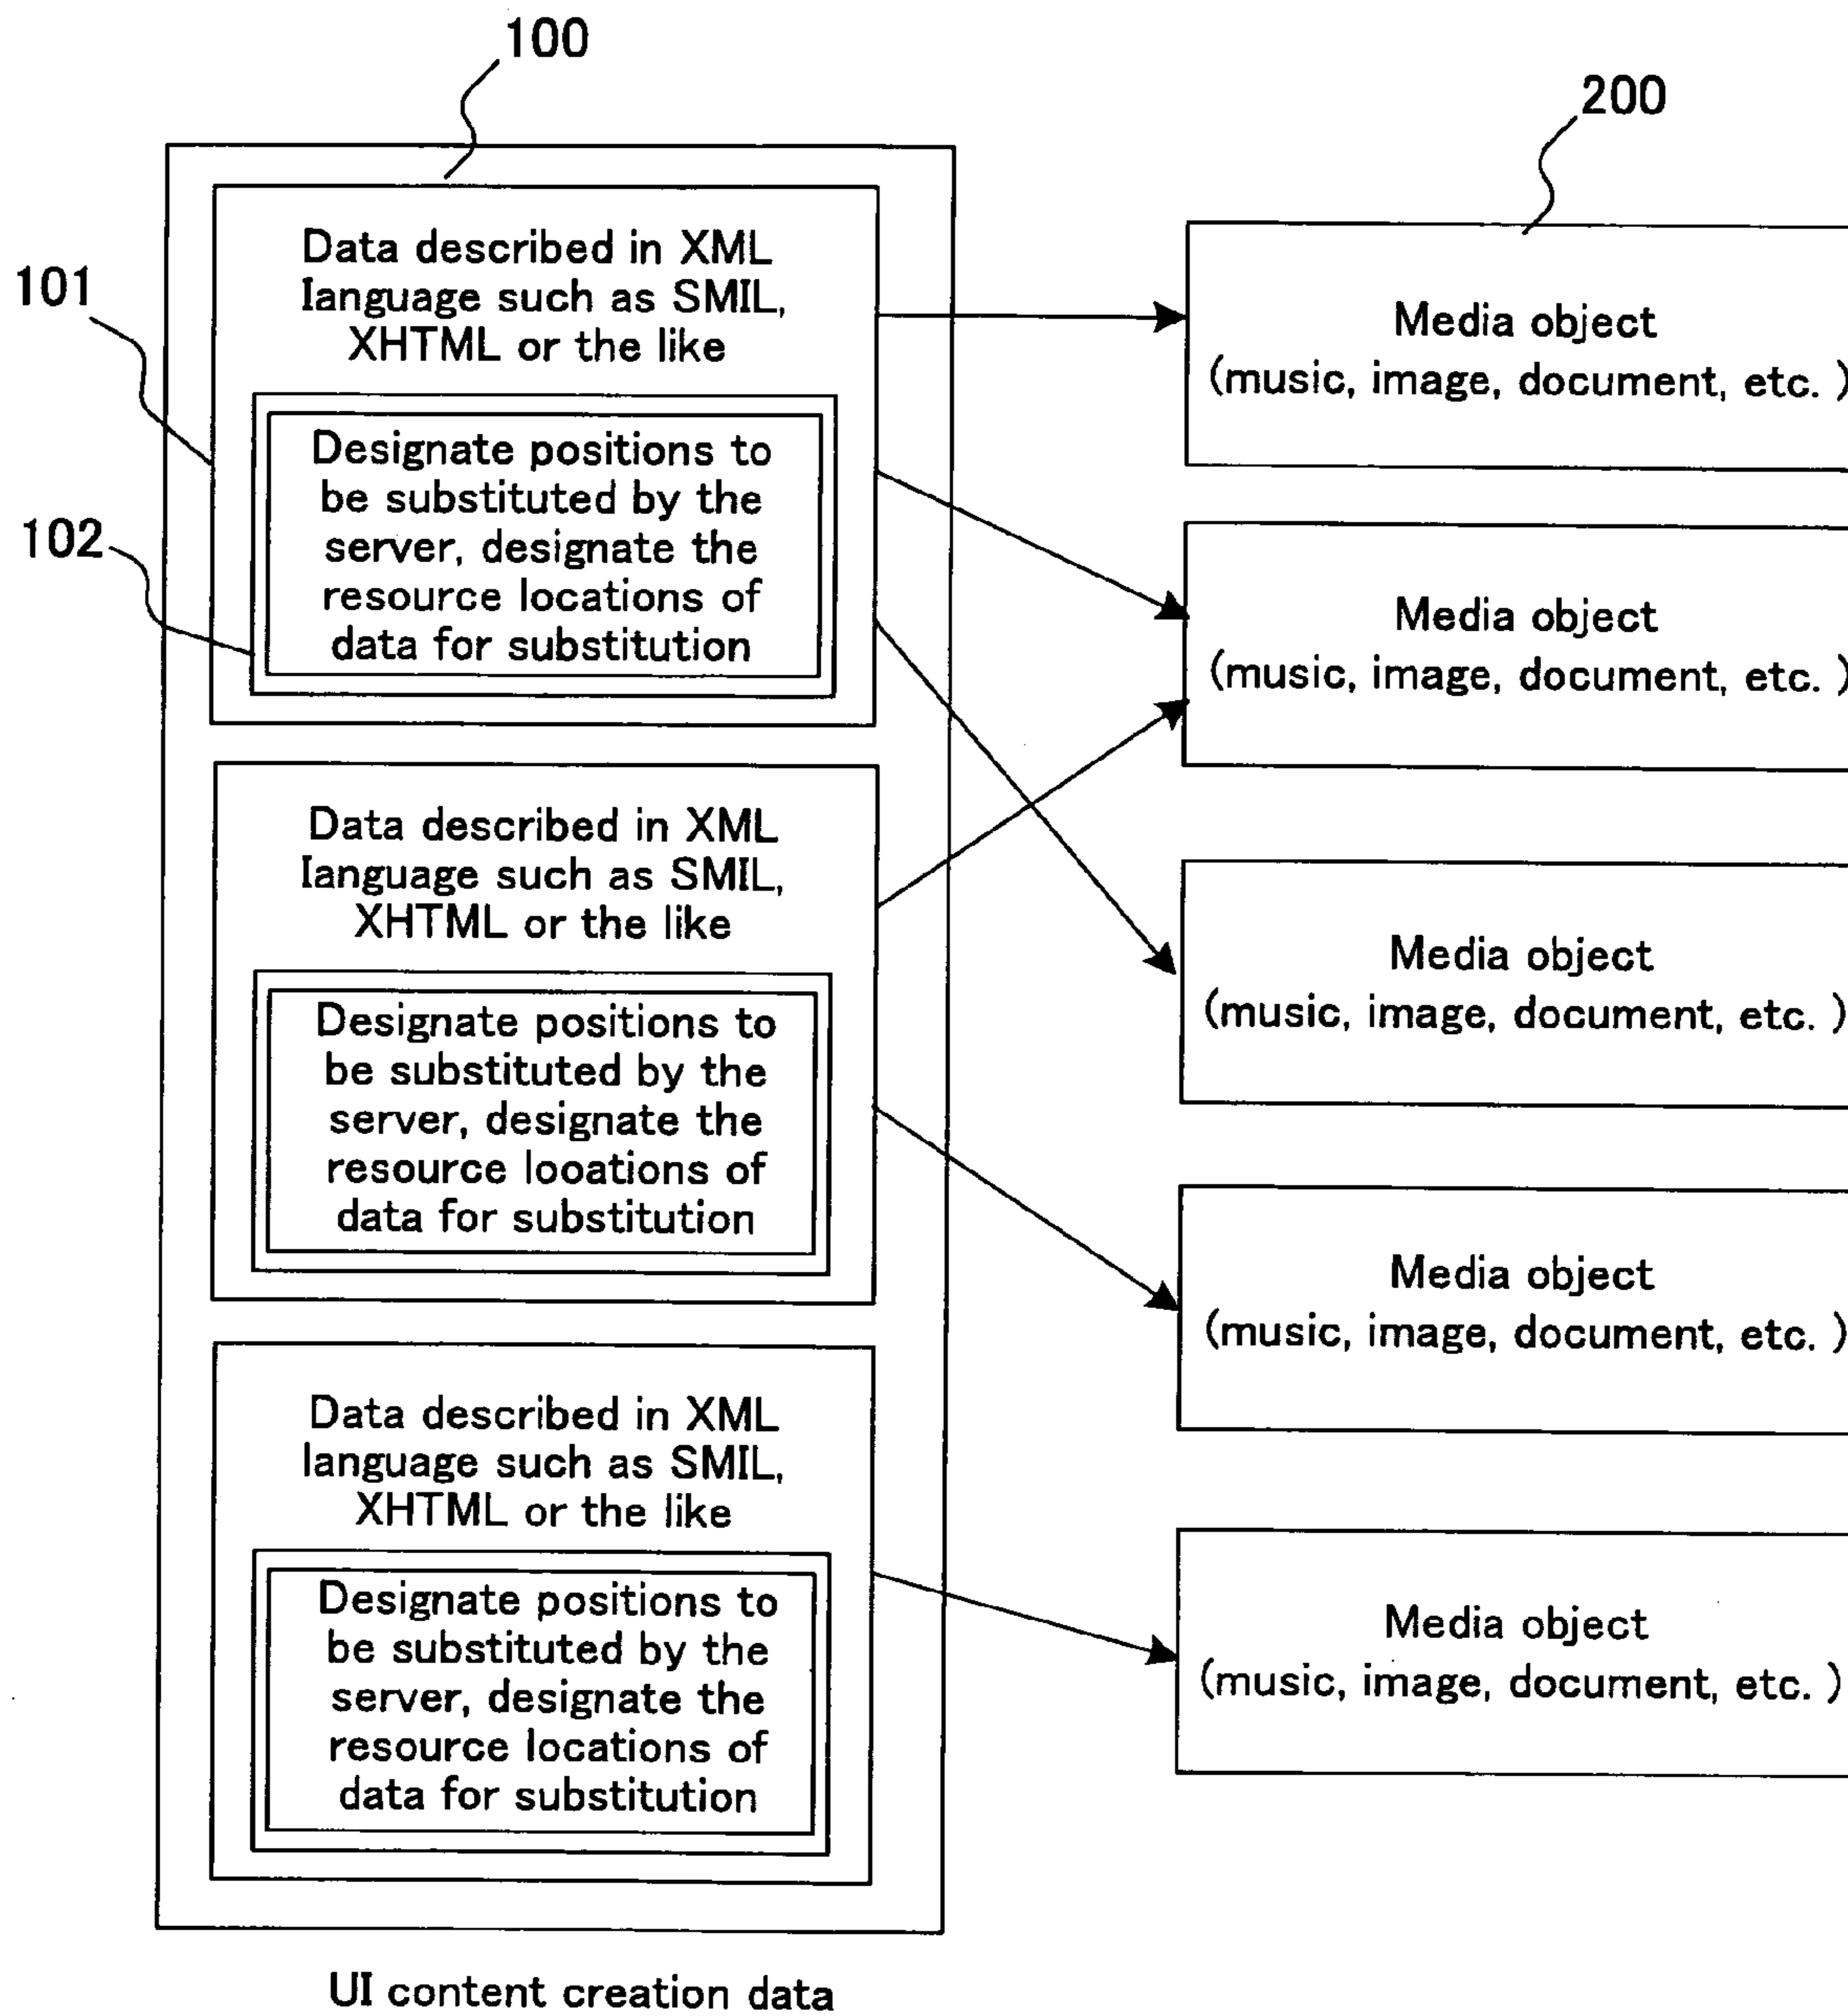 100
200
101
102
Data described in XML
language such as SMIL,
XHTML or the like
Designate positions to
be substituted by the
server, designate the
resource locations of
data for substitution
Data described in XML
language such as SMIL,
XHTML or the like
Designate positions to
be substituted by the
server, designate the
resource looations of
data for substitution
Data described in XML
language such as SMIL,
XHTML or the like
Designate positions to
be substituted by the
server, designate the
resource locations of
data for substitution
UI content creation data
Media object
(music, image, document, etc. )
Media object
(music, image, document, etc. )
Media object
(music, image, document, etc. )
Media object
(music, image, document, etc. )
Media object
(music, image, document, etc. )